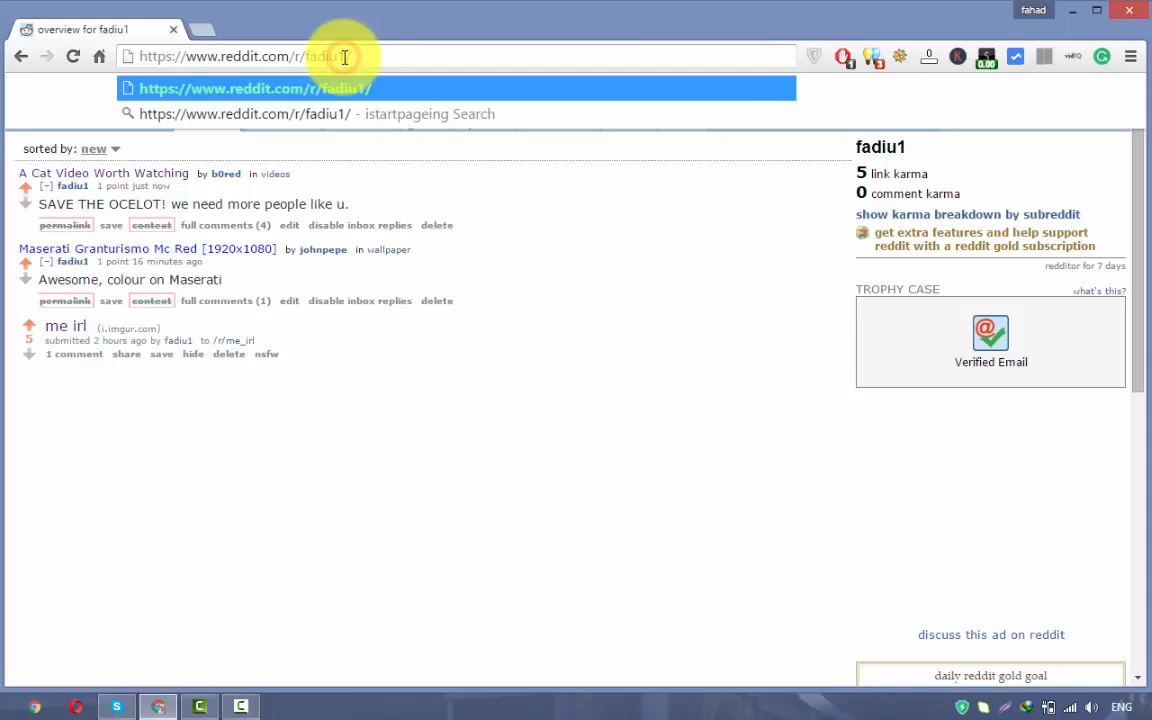 fahad
overview for fadiu1
https://www.reddit.com/r/fadiu1
https://www.reddit.com/r/fadiu1/
https://www.reddit.com/r/fadiu1/ - istartpageing Search
sorted by: new
A Cat Video Worth Watching by b0red in videos
[–] fadiu1 1 point just now
SAVE THE OCELOT! we need more people like u.
permalink save context full comments (4) edit disable inbox replies delete
Maserati Granturismo Mc Red [1920x1080] by johnpepe in wallpaper
[–] fadiu1 1 point 16 minutes ago
Awesome, colour on Maserati
permalink save context full comments (1) edit disable inbox replies delete
me irl (i.imgur.com)
5 submitted 2 hours ago by fadiu1 to /r/me_irl
1 comment share save hide delete nsfw
fadiu1
5 link karma
0 comment karma
show karma breakdown by subreddit
get extra features and help support
reddit with a reddit gold subscription
redditor for 7 days
TROPHY CASE what's this?
Verified Email
discuss this ad on reddit
daily reddit gold goal
ENG